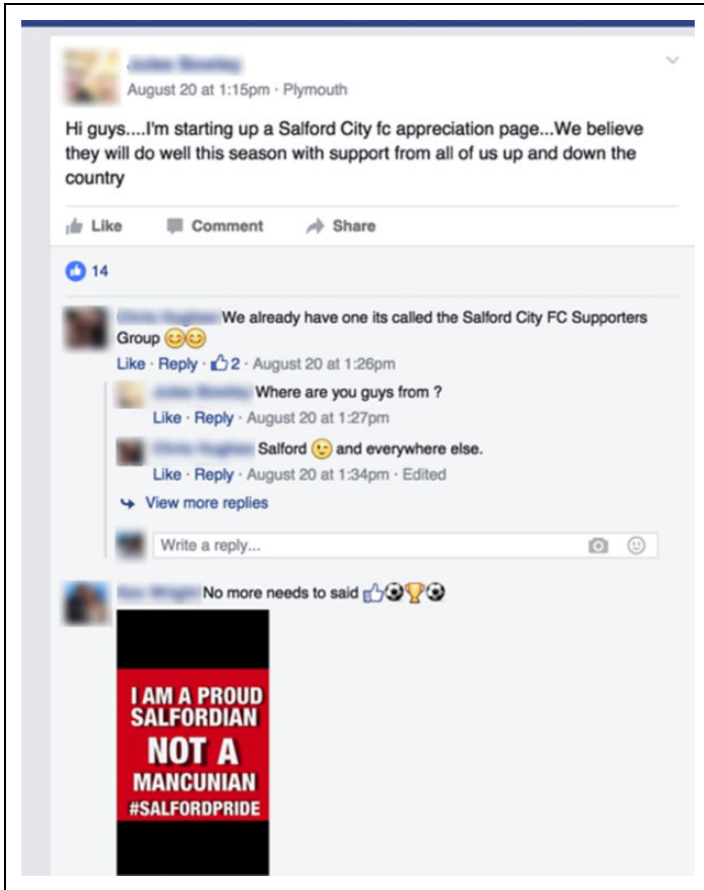 August 20 at 1:15pm · Plymouth
Hi guys....I'm starting up a Salford City fc appreciation page...We believe
they will do well this season with support from all of us up and down the
country
Like Comment Share
14
We already have one its called the Salford City FC Supporters
Group 😊😊
Like · Reply · 2 · August 20 at 1:26pm
Where are you guys from ?
Like · Reply · August 20 at 1:27pm
Salford 😉 and everywhere else.
Like · Reply · August 20 at 1:34pm · Edited
View more replies
Write a reply...
No more needs to said 👍⚽🏆⚽
I AM A PROUD
SALFORDIAN
NOT A
MANCUNIAN
#SALFORDPRIDE